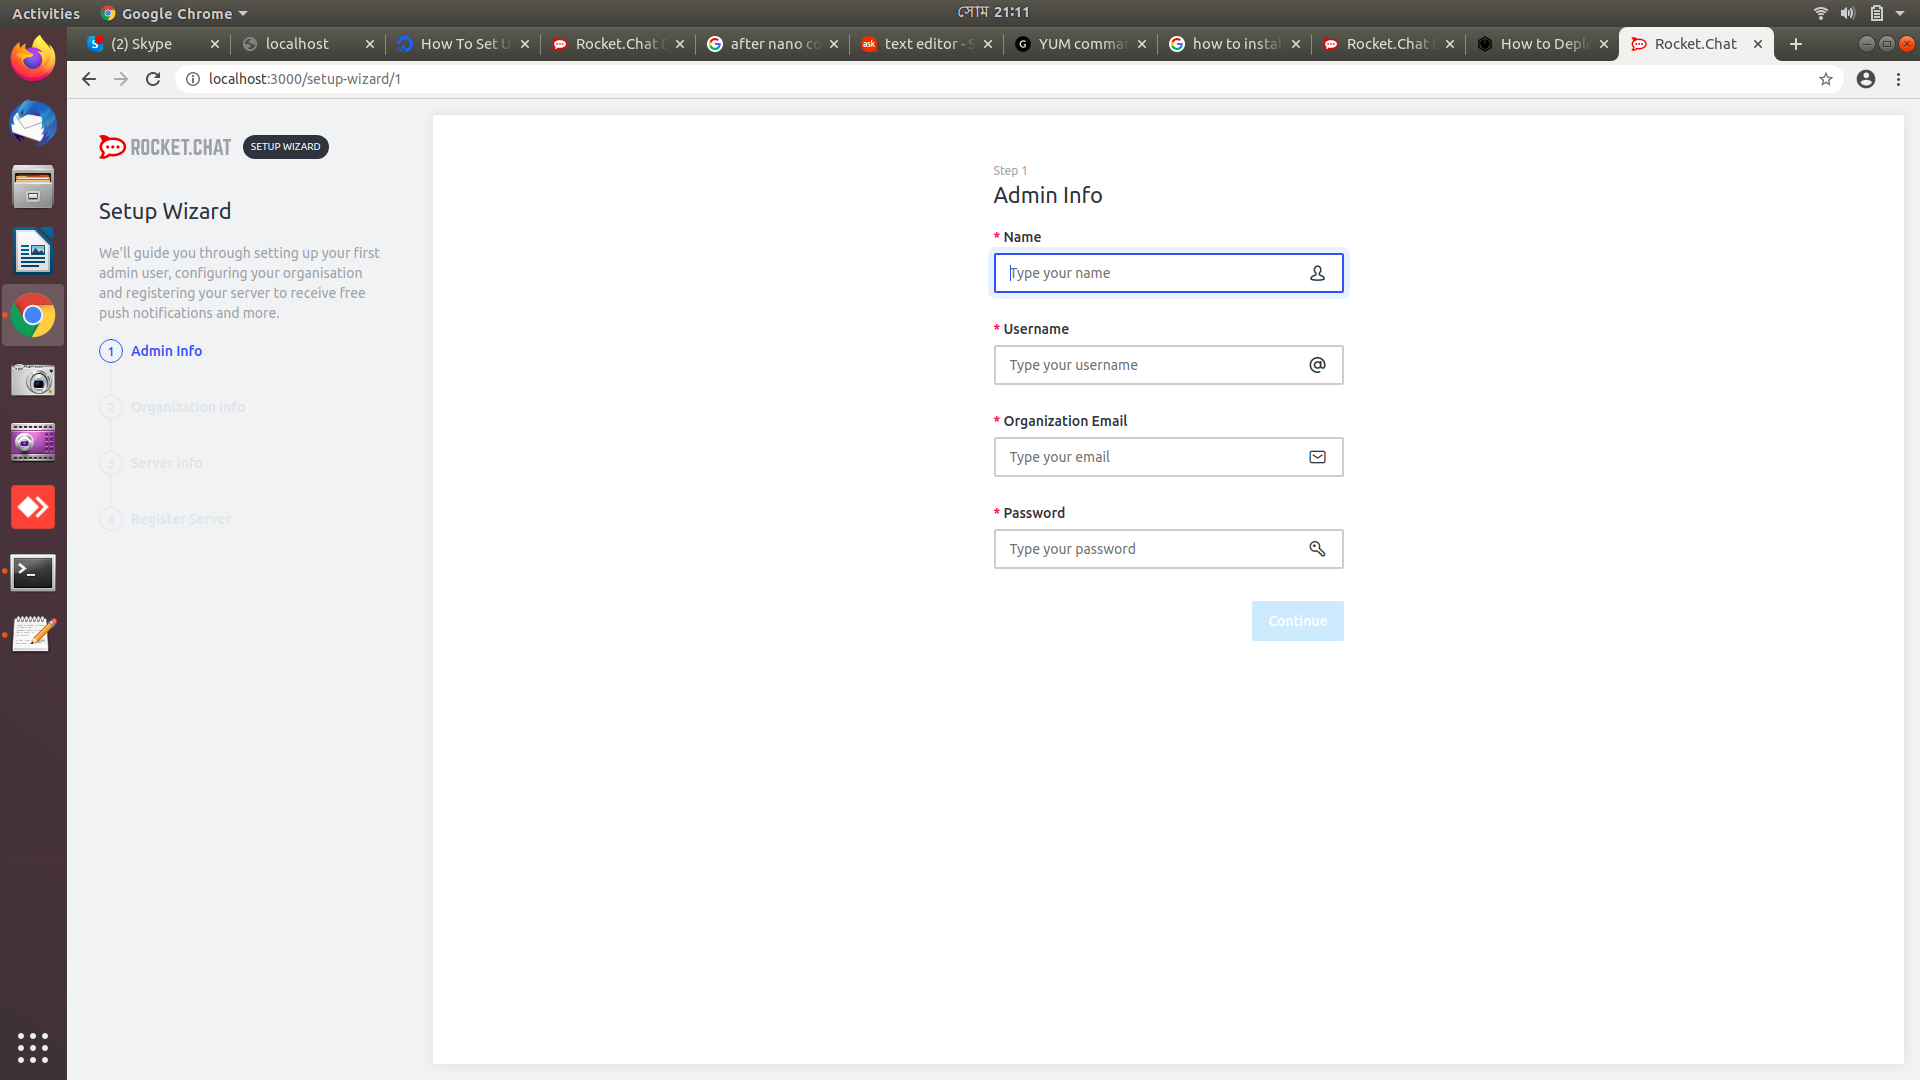 Activities
Google Chrome
সোম 21:11
(2) Skype
localhost
How To Set U
Rocket.Chat D
after nano co
text editor - S
YUM comman
how to instal
Rocket.Chat D
How to Deplo
Rocket.Chat
localhost:3000/setup-wizard/1
ROCKET.CHAT
SETUP WIZARD
Setup Wizard
We'll guide you through setting up your first
admin user, configuring your organisation
and registering your server to receive free
push notifications and more.
1 Admin Info
2 Organization Info
3 Server Info
4 Register Server
Step 1
Admin Info
* Name
Type your name
* Username
Type your username
@
* Organization Email
Type your email
* Password
Type your password
Continue